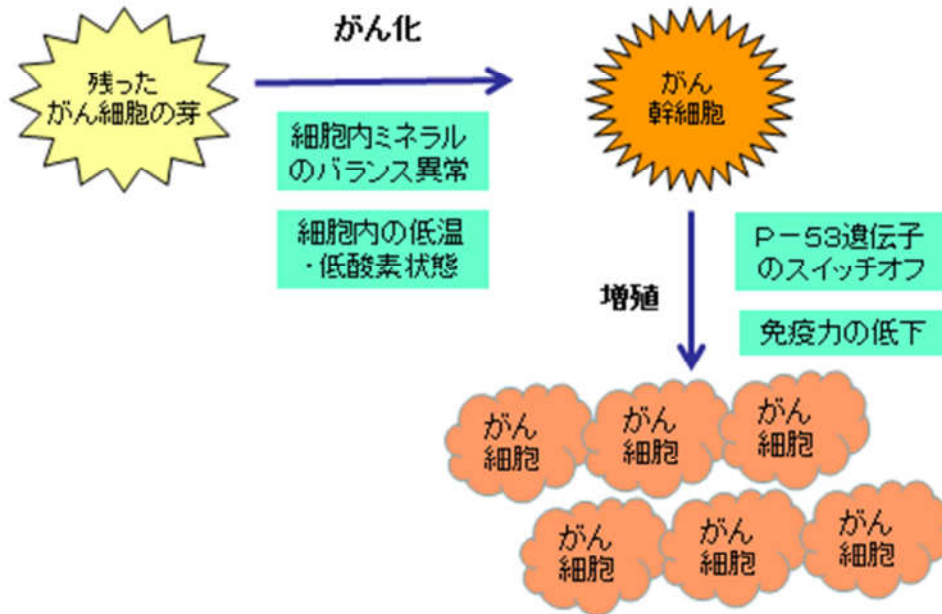 がん化
残った
がん細胞の芽
がん
幹細胞
細胞内ミネラル
のバランス異常
細胞内の低温
・低酸素状態
P－53遺伝子
のスイッチオフ
増殖
免疫力の低下
がん
細胞
がん
細胞
がん
細胞
がん
細胞
がん
細胞
がん
細胞